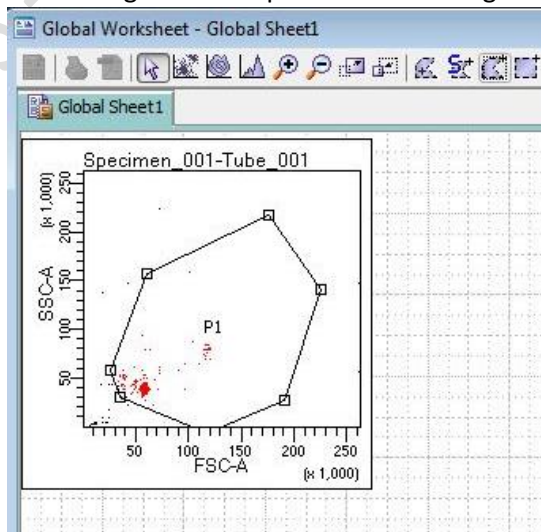 Global Worksheet - Global Sheet1
Global Sheet1
Specimen_001-Tube_001
(x 1,000)
SSC-A
250
200
150
100
50
P1
50 100 150 200 250
FSC-A
(x 1,000)